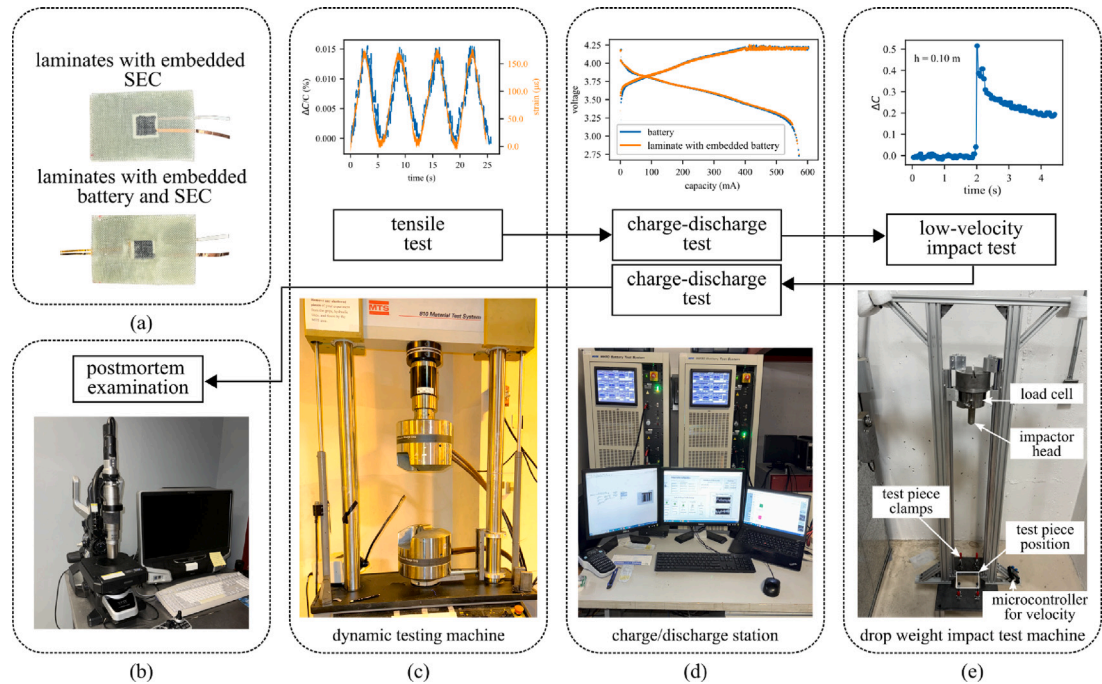 laminates with embedded
SEC
laminates with embedded
battery and SEC
(a)
postmortem
examination
(b)
0.015
0.010
0.005
0.000
ΔC/C (%)
150.0
100.0
50.0
0.0
strain (με)
0 5 10 15 20 25
time (s)
tensile
test
MTS
810 Material Test System
dynamic testing machine
(c)
4.25
4.00
3.75
3.50
3.25
3.00
2.75
voltage
battery
laminate with embedded battery
0 100 200 300 400 500 600
capacity (mA)
charge-discharge
test
charge-discharge
test
charge/discharge station
(d)
h = 0.10 m
0.5
0.4
0.3
0.2
0.1
0.0
ΔC
0 2 4
time (s)
low-velocity
impact test
load cell
impactor
head
test piece
clamps
test piece
position
microcontroller
for velocity
drop weight impact test machine
(e)